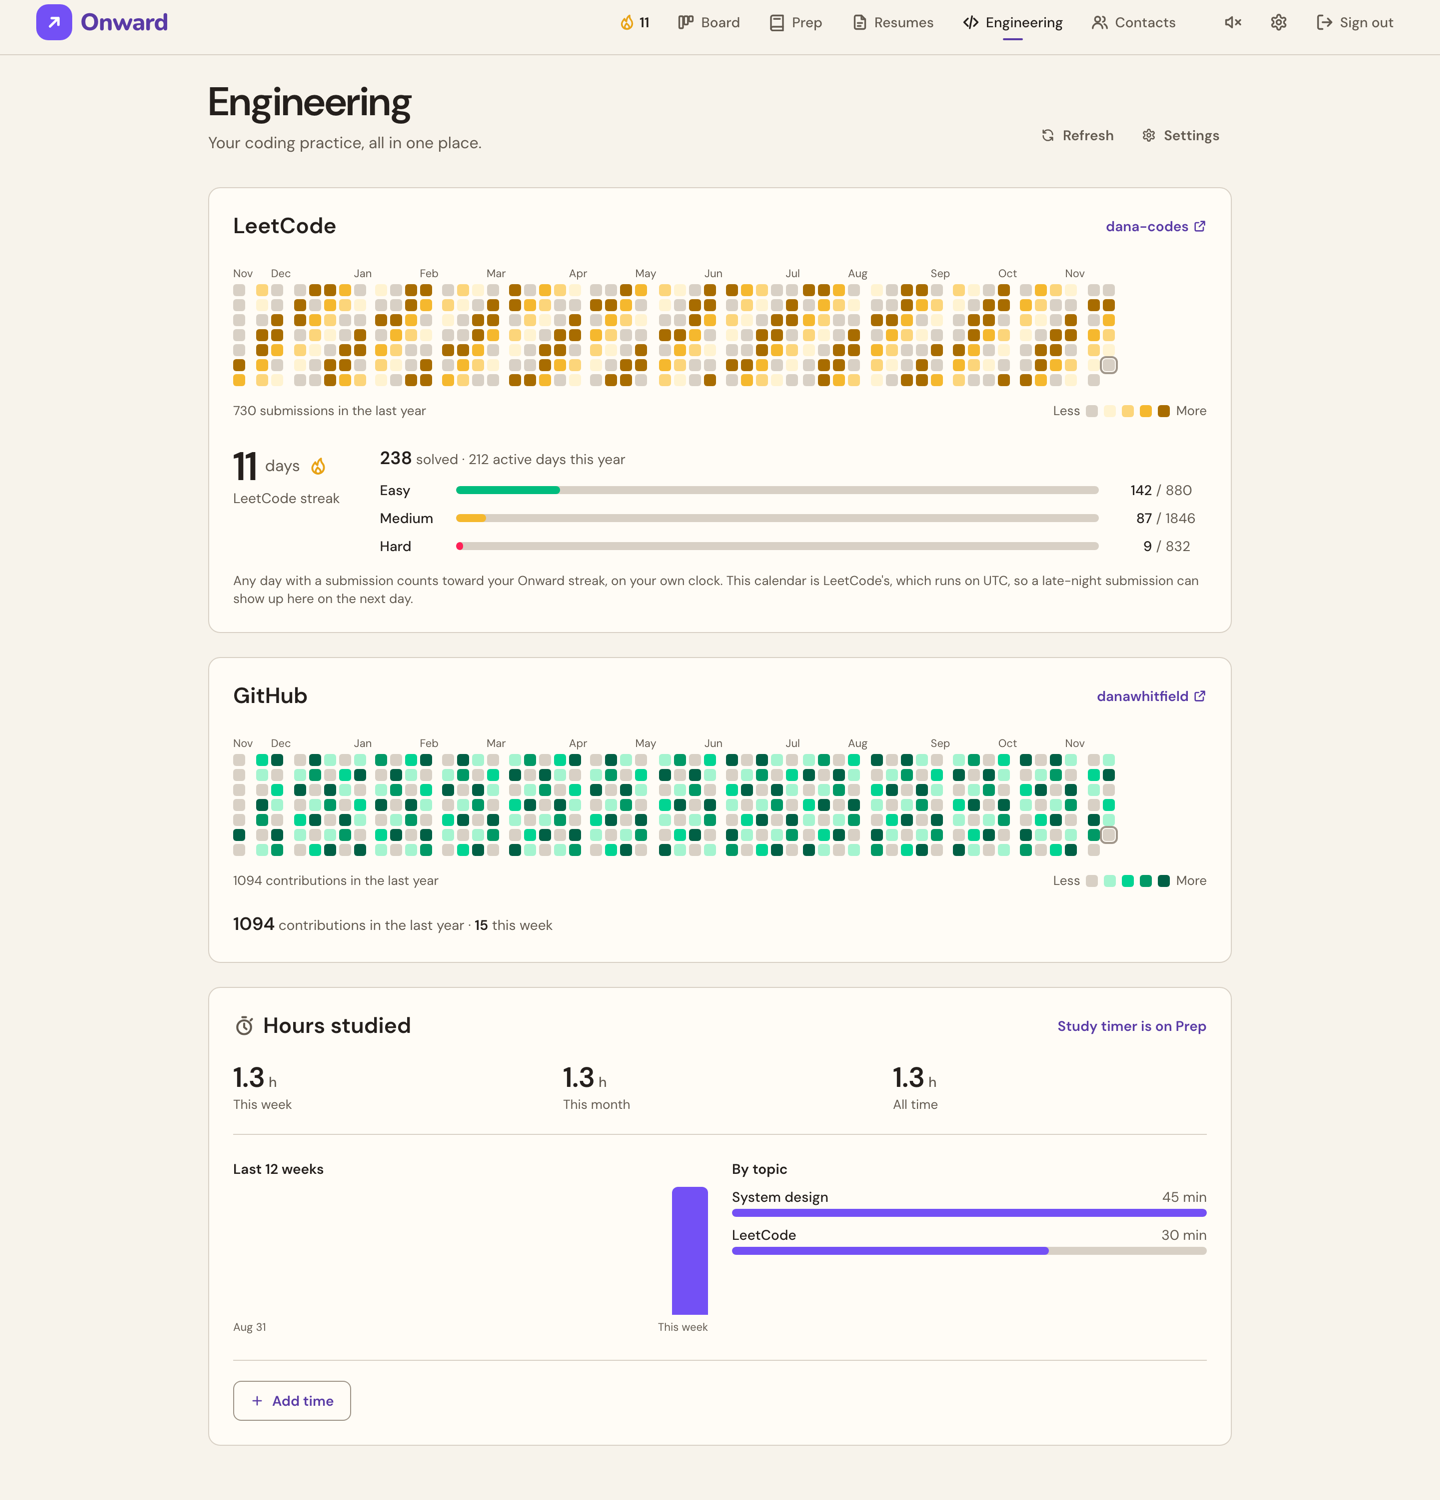 Onward
11
Board
Prep
Resumes
Engineering
Contacts
Sign out
Engineering
Your coding practice, all in one place.
Refresh
Settings
LeetCode
dana-codes
Nov Dec Jan Feb Mar Apr May Jun Jul Aug Sep Oct Nov
730 submissions in the last year
Less More
11 days
LeetCode streak
238 solved · 212 active days this year
Easy 142 / 880
Medium 87 / 1846
Hard 9 / 832
Any day with a submission counts toward your Onward streak, on your own clock. This calendar is LeetCode's, which runs on UTC, so a late-night submission can
show up here on the next day.
GitHub
danawhitfield
Nov Dec Jan Feb Mar Apr May Jun Jul Aug Sep Oct Nov
1094 contributions in the last year
Less More
1094 contributions in the last year · 15 this week
Hours studied
Study timer is on Prep
1.3 h
This week
1.3 h
This month
1.3 h
All time
Last 12 weeks
Aug 31
This week
By topic
System design 45 min
LeetCode 30 min
+ Add time